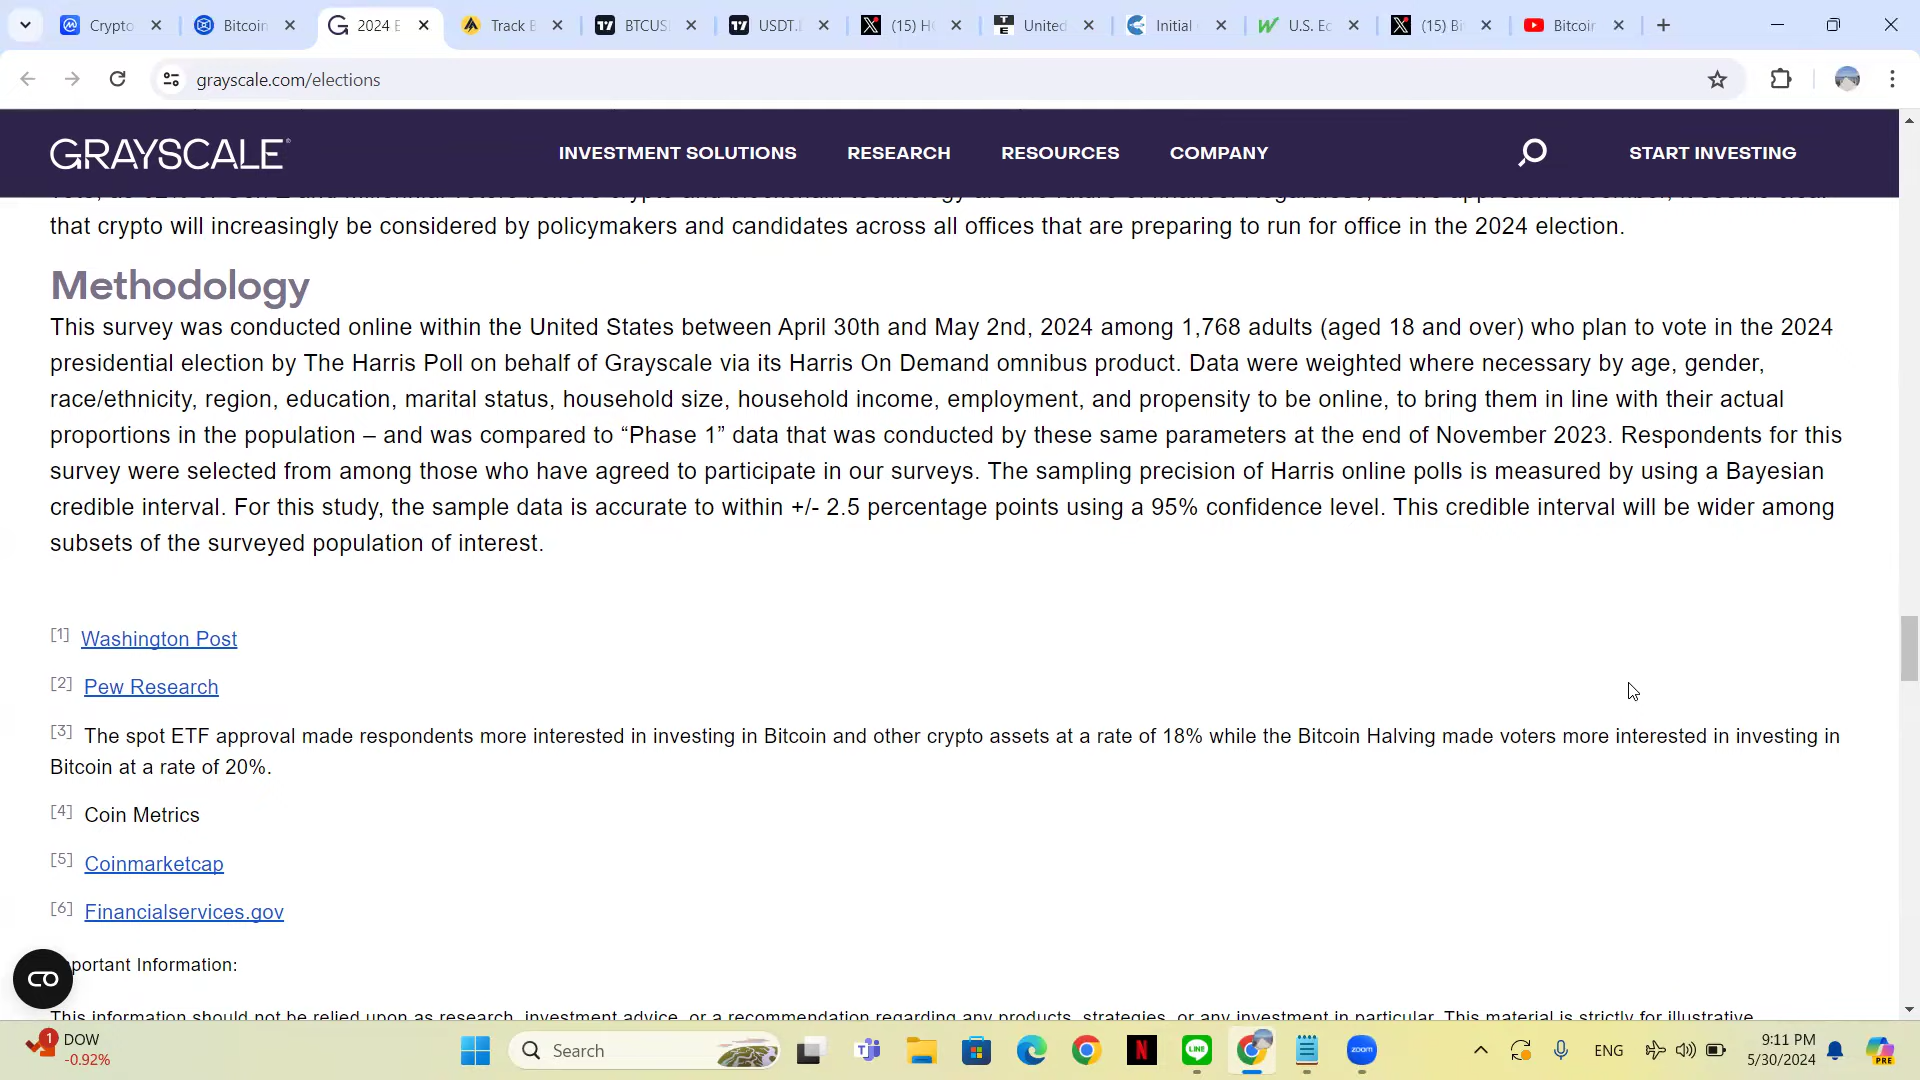 Crypto
Bitcoin
2024 E
Track B
BTCUS
USDT.
(15) H
United
Initial
U.S. Ec
(15) Bi
Bitcoin
grayscale.com/elections
GRAYSCALE
INVESTMENT SOLUTIONS
RESEARCH
RESOURCES
COMPANY
START INVESTING
that crypto will increasingly be considered by policymakers and candidates across all offices that are preparing to run for office in the 2024 election.
Methodology
This survey was conducted online within the United States between April 30th and May 2nd, 2024 among 1,768 adults (aged 18 and over) who plan to vote in the 2024
presidential election by The Harris Poll on behalf of Grayscale via its Harris On Demand omnibus product. Data were weighted where necessary by age, gender,
race/ethnicity, region, education, marital status, household size, household income, employment, and propensity to be online, to bring them in line with their actual
proportions in the population – and was compared to “Phase 1” data that was conducted by these same parameters at the end of November 2023. Respondents for this
survey were selected from among those who have agreed to participate in our surveys. The sampling precision of Harris online polls is measured by using a Bayesian
credible interval. For this study, the sample data is accurate to within +/- 2.5 percentage points using a 95% confidence level. This credible interval will be wider among
subsets of the surveyed population of interest.
[1] Washington Post
[2] Pew Research
[3] The spot ETF approval made respondents more interested in investing in Bitcoin and other crypto assets at a rate of 18% while the Bitcoin Halving made voters more interested in investing in
Bitcoin at a rate of 20%.
[4] Coin Metrics
[5] Coinmarketcap
[6] Financialservices.gov
portant Information:
This information should not be relied upon as research, investment advice, or a recommendation regarding any products, strategies, or any investment in particular. This material is strictly for illustrative,
1
DOW
-0.92%
Search
LINE
zoom
ENG
9:11 PM
5/30/2024
PRE